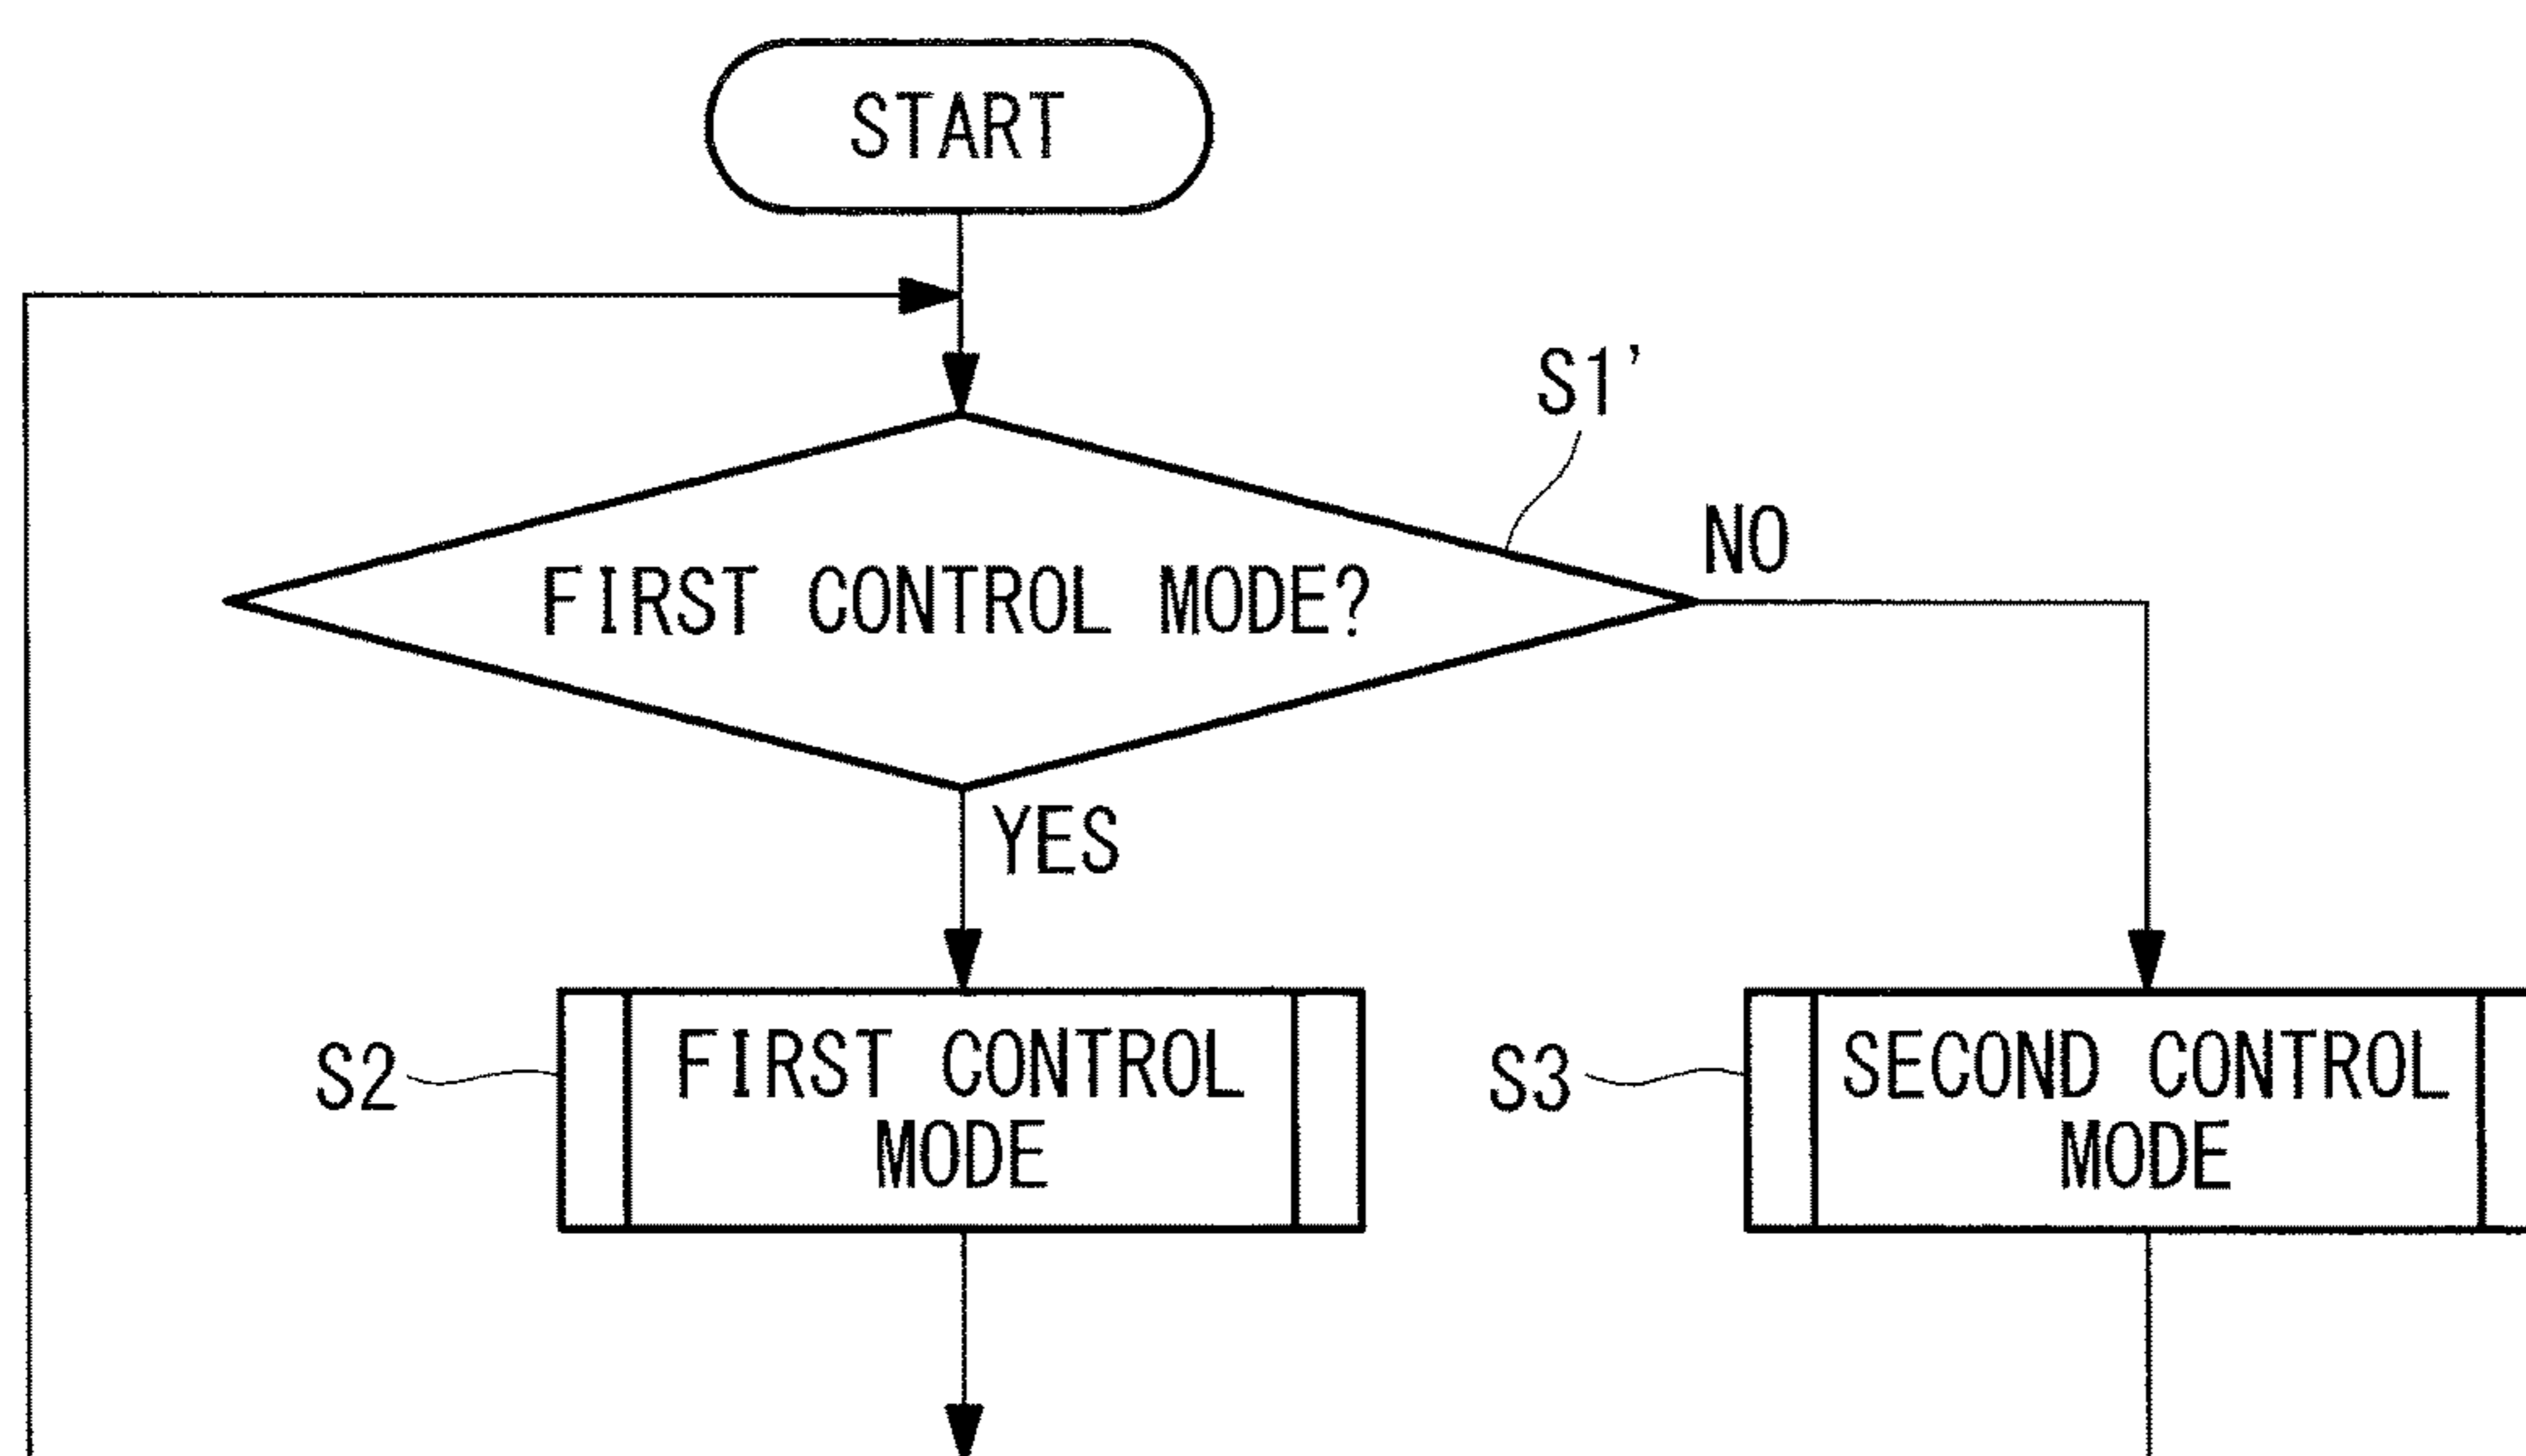 START
S1'
NO
FIRST CONTROL MODE?
YES
S2
FIRST CONTROL
MODE
S3
SECOND CONTROL
MODE